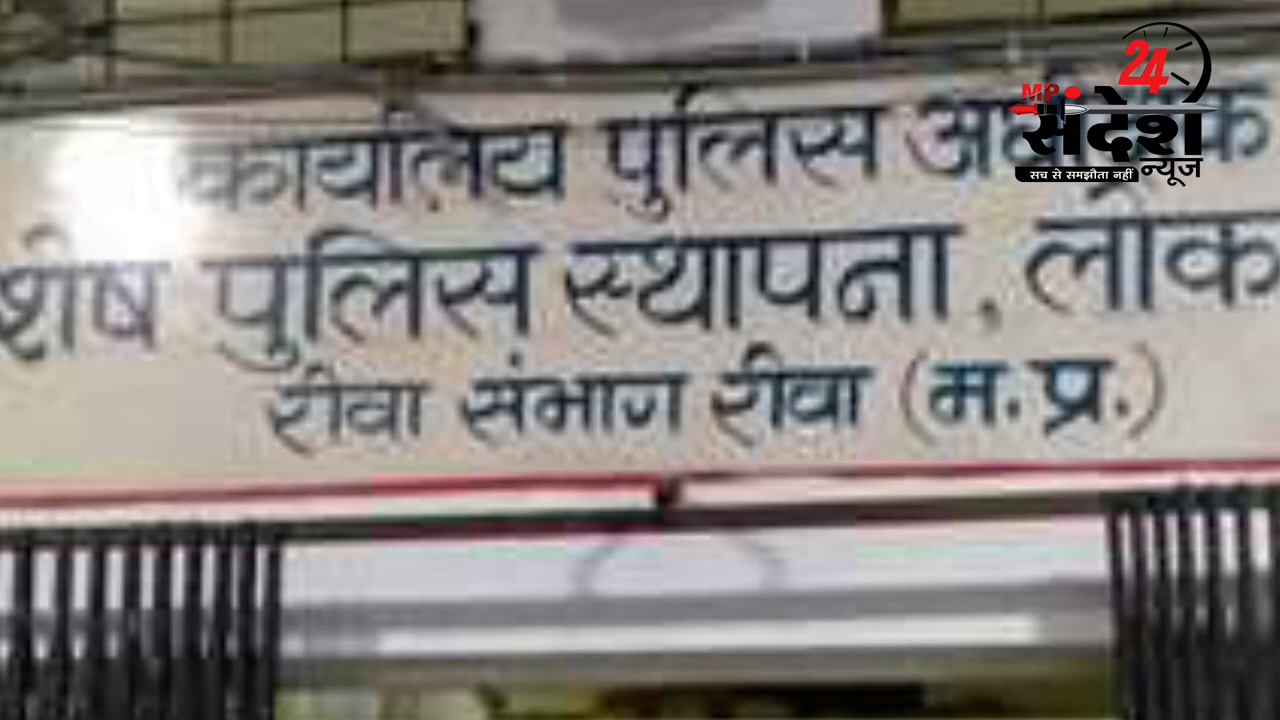 कार्यालय पुलिस
शेष पुलिस स्थापना, लोक
रीवा संभाग रीवा (म.प्र.)
24
MP
संदेश
न्यूज
सच से समझौता नहीं